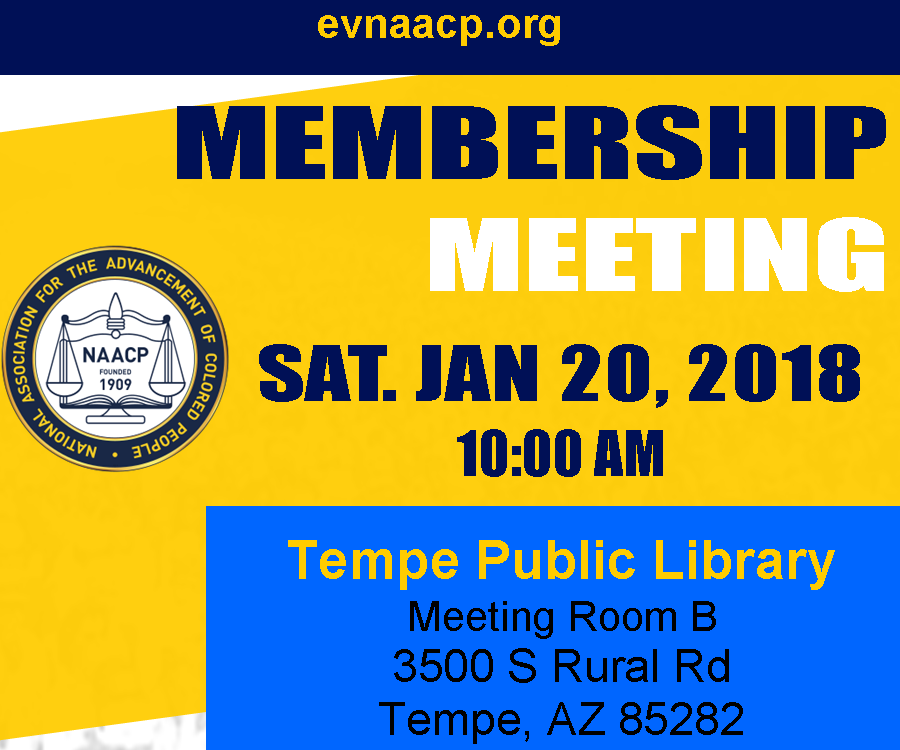 evnaacp.org
MEMBERSHIP
MEETING
NATIONAL ASSOCIATION FOR THE ADVANCEMENT OF COLORED PEOPLE •
NAACP
FOUNDED
1909
SAT. JAN 20, 2018
10:00 AM
Tempe Public Library
Meeting Room B
3500 S Rural Rd
Tempe, AZ 85282